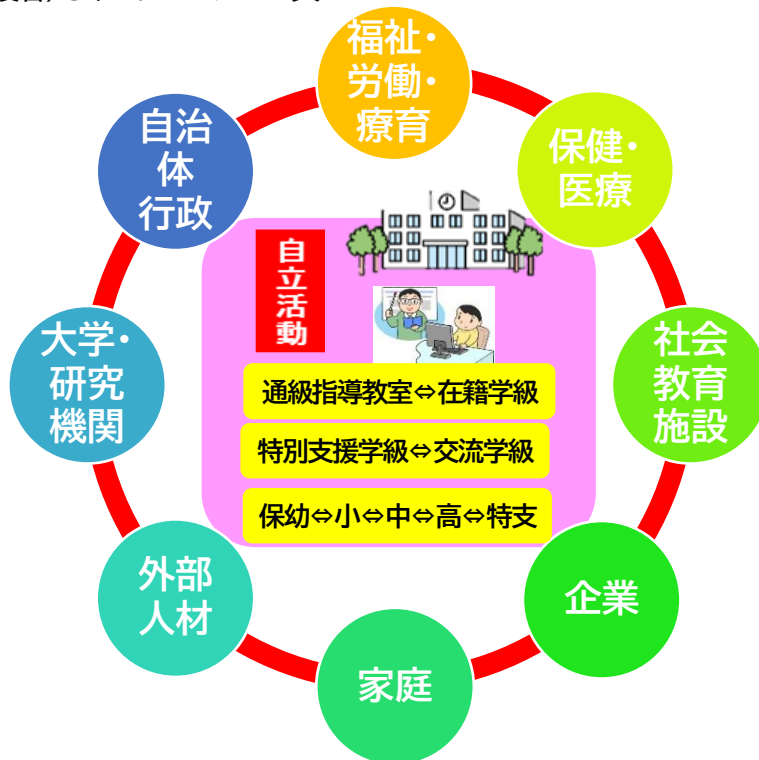 福祉・
労働・
療育
保健・
医療
社会
教育
施設
企業
家庭
外部
人材
大学・
研究
機関
自治
体
行政
自立活動
通級指導教室⇔在籍学級
特別支援学級⇔交流学級
保幼⇔小⇔中⇔高⇔特支